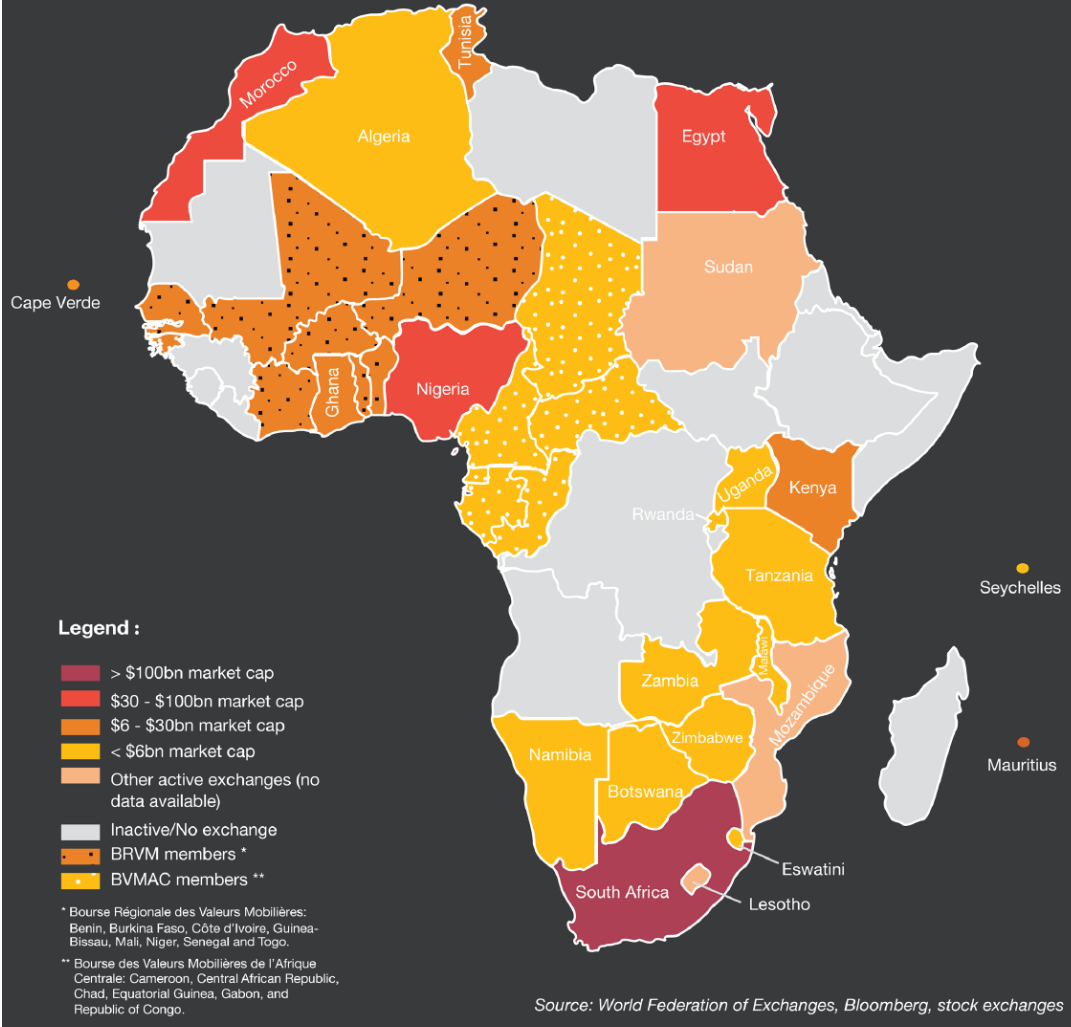 Tunisia
Morocco
Algeria
Egypt
Sudan
Cape Verde
Ghana
Nigeria
Uganda
Kenya
Rwanda
Tanzania
Seychelles
Malawi
Zambia
Mozambique
Zimbabwe
Namibia
Botswana
Mauritius
Eswatini
South Africa
Lesotho
Legend :
> $100bn market cap
$30 - $100bn market cap
$6 - $30bn market cap
< $6bn market cap
Other active exchanges (no
data available)
Inactive/No exchange
BRVM members *
BVMAC members **
* Bourse Régionale des Valeurs Mobilières:
Benin, Burkina Faso, Côte d'Ivoire, Guinea-
Bissau, Mali, Niger, Senegal and Togo.
** Bourse des Valeurs Mobilières de l'Afrique
Centrale: Cameroon, Central African Republic,
Chad, Equatorial Guinea, Gabon, and
Republic of Congo.
Source: World Federation of Exchanges, Bloomberg, stock exchanges